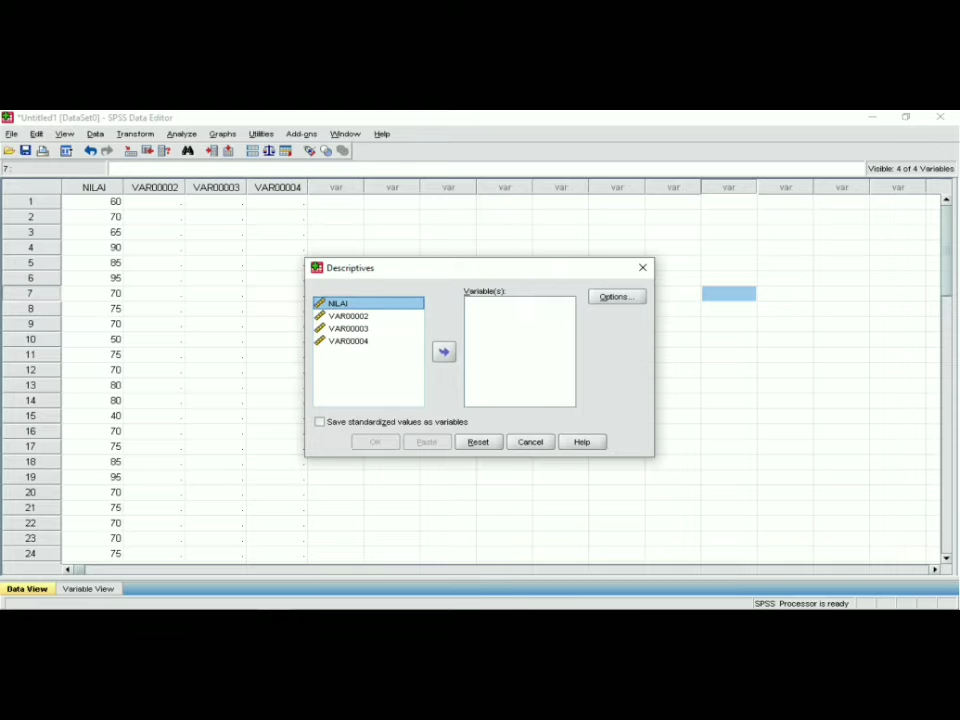 *Untitled1 [DataSet0] - SPSS Data Editor
File Edit View Data Transform Analyze Graphs Utilities Add-ons Window Help
7 :
Visible: 4 of 4 Variables
NILAI VAR00002 VAR00003 VAR00004 var var var var var var var var var var var
1 60 . . .
2 70 . . .
3 65 . . .
4 90 . . .
5 85 . .
6 95 . .
7 70 . .
8 75 . .
9 70 . .
10 50 . .
11 75 . .
12 70 . .
13 80 . .
14 80 . .
15 40 . .
16 70 . .
17 75 . .
18 85 . . .
19 95 . . .
20 70 . . .
21 75 . . .
22 70 . . .
23 70 . . .
24 75 . . .
Descriptives
Variable(s):
NILAI
VAR00002
VAR00003
VAR00004
Options...
Save standardized values as variables
OK Paste Reset Cancel Help
Data View Variable View
SPSS Processor is ready